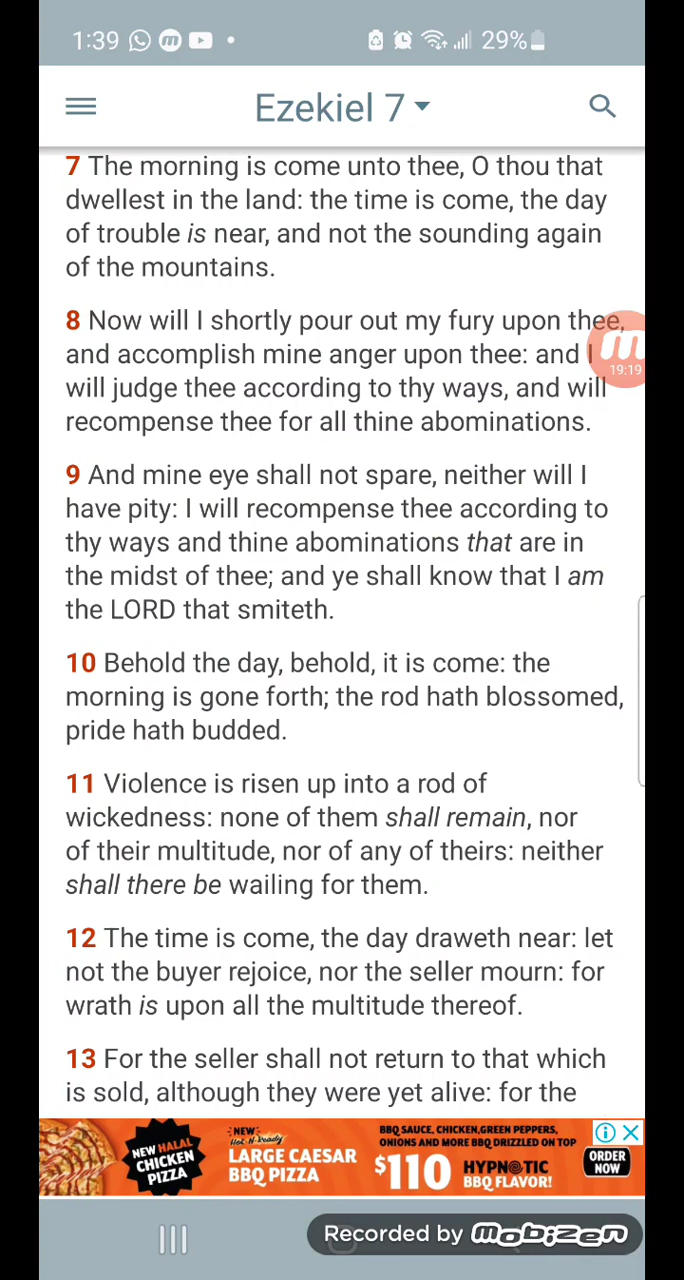 1:39 29%
Ezekiel 7
7 The morning is come unto thee, O thou that
dwellest in the land: the time is come, the day
of trouble is near, and not the sounding again
of the mountains.
8 Now will I shortly pour out my fury upon thee,
and accomplish mine anger upon thee: and I
will judge thee according to thy ways, and will
recompense thee for all thine abominations.
19:19
9 And mine eye shall not spare, neither will I
have pity: I will recompense thee according to
thy ways and thine abominations that are in
the midst of thee; and ye shall know that I am
the LORD that smiteth.
10 Behold the day, behold, it is come: the
morning is gone forth; the rod hath blossomed,
pride hath budded.
11 Violence is risen up into a rod of
wickedness: none of them shall remain, nor
of their multitude, nor of any of theirs: neither
shall there be wailing for them.
12 The time is come, the day draweth near: let
not the buyer rejoice, nor the seller mourn: for
wrath is upon all the multitude thereof.
13 For the seller shall not return to that which
is sold, although they were yet alive: for the
NEW HALAL
CHICKEN
PIZZA
NEW
Hot-N-Ready
LARGE CAESAR
BBQ PIZZA
BBQ SAUCE, CHICKEN, GREEN PEPPERS,
ONIONS AND MORE BBQ DRIZZLED ON TOP
$110
HYPNOTIC
BBQ FLAVOR!
ORDER
NOW
Recorded by mobizen